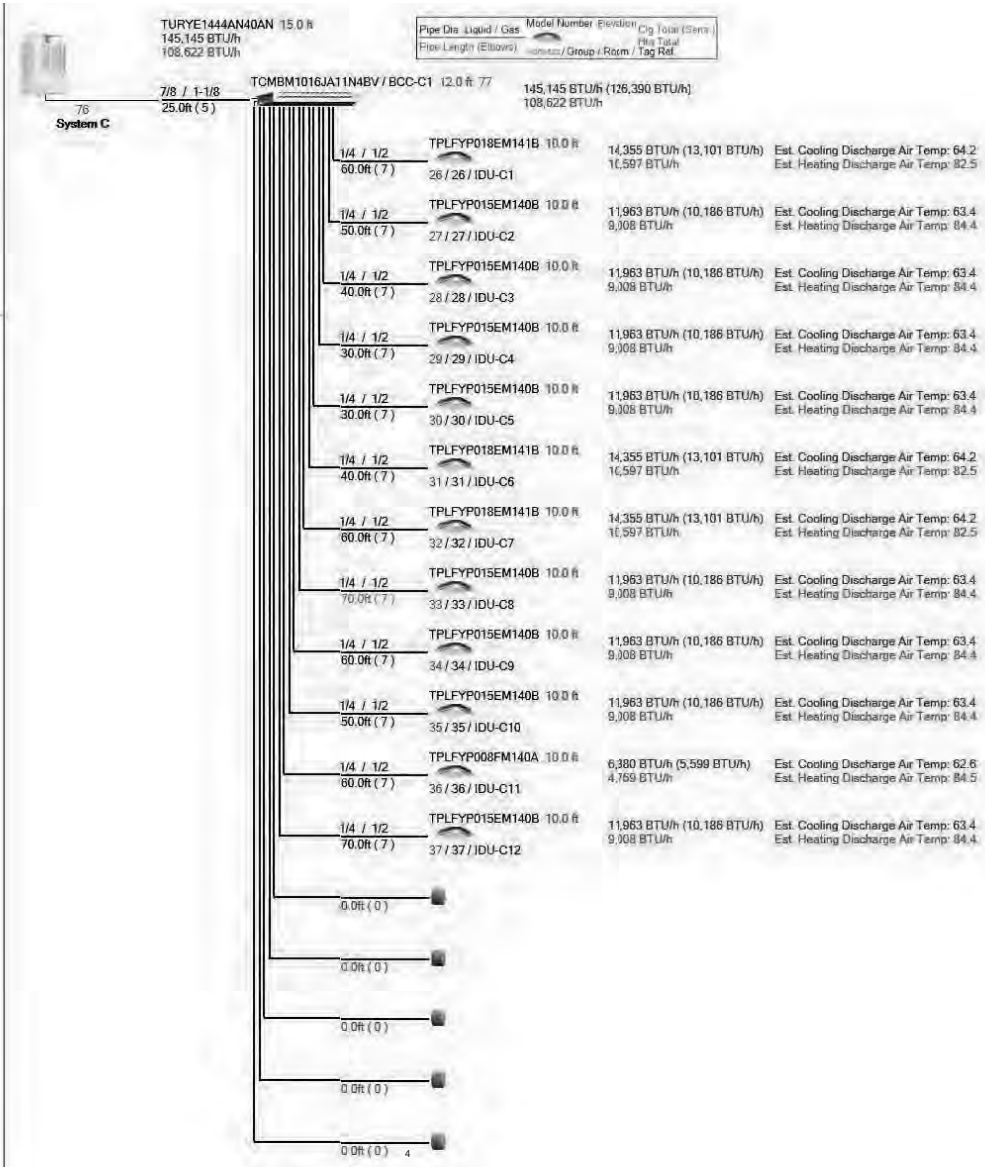 TURYE1444AN40AN 15.0 ft
145,145 BTU/h
108,622 BTU/h
Pipe Dia Liquid / Gas Model Number Elevation Clg Total (Sens.)
Pipe Length (Elbows) Address / Group / Room / Tag Ref. Htg Total
76
System C
7/8 / 1-1/8
25.0ft ( 5 )
TCMBM1016JA11N4BV / BCC-C1 12.0 ft 77
145,145 BTU/h (126,390 BTU/h)
108,622 BTU/h
1/4 / 1/2 TPLFYP018EM141B 10.0 ft 14,355 BTU/h (13,101 BTU/h) Est. Cooling Discharge Air Temp: 64.2
60.0ft ( 7 ) 26 / 26 / IDU-C1 10,597 BTU/h Est. Heating Discharge Air Temp: 82.5
1/4 / 1/2 TPLFYP015EM140B 10.0 ft 11,963 BTU/h (10,186 BTU/h) Est. Cooling Discharge Air Temp: 63.4
50.0ft ( 7 ) 27 / 27 / IDU-C2 9,008 BTU/h Est. Heating Discharge Air Temp: 84.4
1/4 / 1/2 TPLFYP015EM140B 10.0 ft 11,963 BTU/h (10,186 BTU/h) Est. Cooling Discharge Air Temp: 63.4
40.0ft ( 7 ) 28 / 28 / IDU-C3 9,008 BTU/h Est. Heating Discharge Air Temp: 84.4
1/4 / 1/2 TPLFYP015EM140B 10.0 ft 11,963 BTU/h (10,186 BTU/h) Est. Cooling Discharge Air Temp: 63.4
30.0ft ( 7 ) 29 / 29 / IDU-C4 9,008 BTU/h Est. Heating Discharge Air Temp: 84.4
1/4 / 1/2 TPLFYP015EM140B 10.0 ft 11,963 BTU/h (10,186 BTU/h) Est. Cooling Discharge Air Temp: 63.4
30.0ft ( 7 ) 30 / 30 / IDU-C5 9,008 BTU/h Est. Heating Discharge Air Temp: 84.4
1/4 / 1/2 TPLFYP018EM141B 10.0 ft 14,355 BTU/h (13,101 BTU/h) Est. Cooling Discharge Air Temp: 64.2
40.0ft ( 7 ) 31 / 31 / IDU-C6 10,597 BTU/h Est. Heating Discharge Air Temp: 82.5
1/4 / 1/2 TPLFYP018EM141B 10.0 ft 14,355 BTU/h (13,101 BTU/h) Est. Cooling Discharge Air Temp: 64.2
60.0ft ( 7 ) 32 / 32 / IDU-C7 10,597 BTU/h Est. Heating Discharge Air Temp: 82.5
1/4 / 1/2 TPLFYP015EM140B 10.0 ft 11,963 BTU/h (10,186 BTU/h) Est. Cooling Discharge Air Temp: 63.4
70.0ft ( 7 ) 33 / 33 / IDU-C8 9,008 BTU/h Est. Heating Discharge Air Temp: 84.4
1/4 / 1/2 TPLFYP015EM140B 10.0 ft 11,963 BTU/h (10,186 BTU/h) Est. Cooling Discharge Air Temp: 63.4
60.0ft ( 7 ) 34 / 34 / IDU-C9 9,008 BTU/h Est. Heating Discharge Air Temp: 84.4
1/4 / 1/2 TPLFYP015EM140B 10.0 ft 11,963 BTU/h (10,186 BTU/h) Est. Cooling Discharge Air Temp: 63.4
50.0ft ( 7 ) 35 / 35 / IDU-C10 9,008 BTU/h Est. Heating Discharge Air Temp: 84.4
1/4 / 1/2 TPLFYP008FM140A 10.0 ft 6,380 BTU/h (5,599 BTU/h) Est. Cooling Discharge Air Temp: 62.6
60.0ft ( 7 ) 36 / 36 / IDU-C11 4,769 BTU/h Est. Heating Discharge Air Temp: 84.5
1/4 / 1/2 TPLFYP015EM140B 10.0 ft 11,963 BTU/h (10,186 BTU/h) Est. Cooling Discharge Air Temp: 63.4
70.0ft ( 7 ) 37 / 37 / IDU-C12 9,008 BTU/h Est. Heating Discharge Air Temp: 84.4
0.0ft ( 0 )
0.0ft ( 0 )
0.0ft ( 0 )
0.0ft ( 0 )
0.0ft ( 0 ) 4